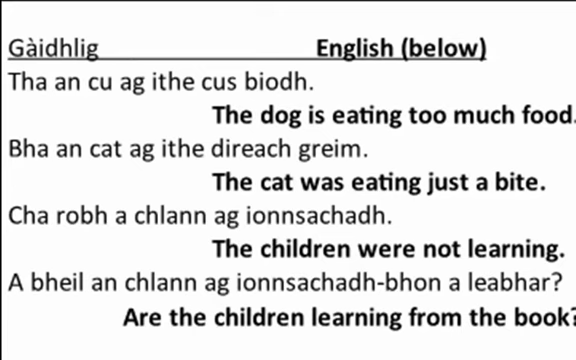 Gàidhlig English (below)
Tha an cu ag ithe cus biodh.
The dog is eating too much food.
Bha an cat ag ithe direach greim.
The cat was eating just a bite.
Cha robh a chlann ag ionnsachadh.
The children were not learning.
A bheil an chlann ag ionnsachadh-bhon a leabhar?
Are the children learning from the book?